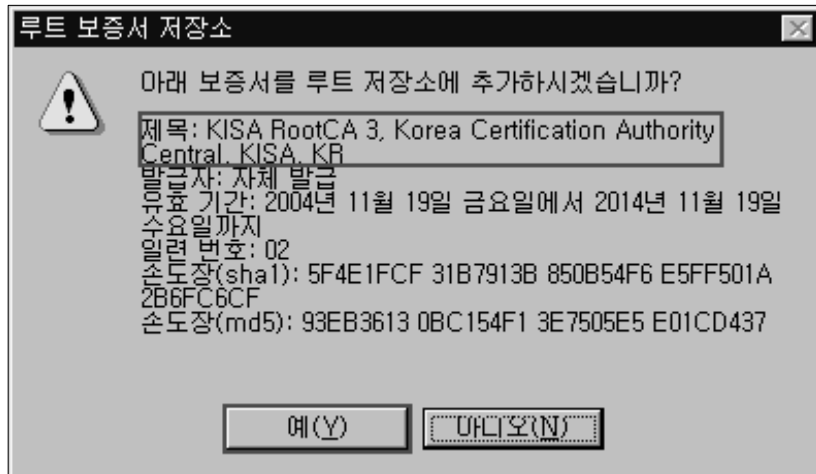 루트 보증서 저장소
아래 보증서를 루트 저장소에 추가하시겠습니까?
제목: KISA RootCA 3, Korea Certification Authority
Central, KISA, KR
발급자: 자체 발급
유효 기간: 2004년 11월 19일 금요일에서 2014년 11월 19일
수요일까지
일련 번호: 02
손도장(sha1): 5F4E1FCF 31B7913B 850B54F6 E5FF501A
2B6FC6CF
손도장(md5): 93EB3613 0BC154F1 3E7505E5 E01CD437
예(Y) 아니오(N)